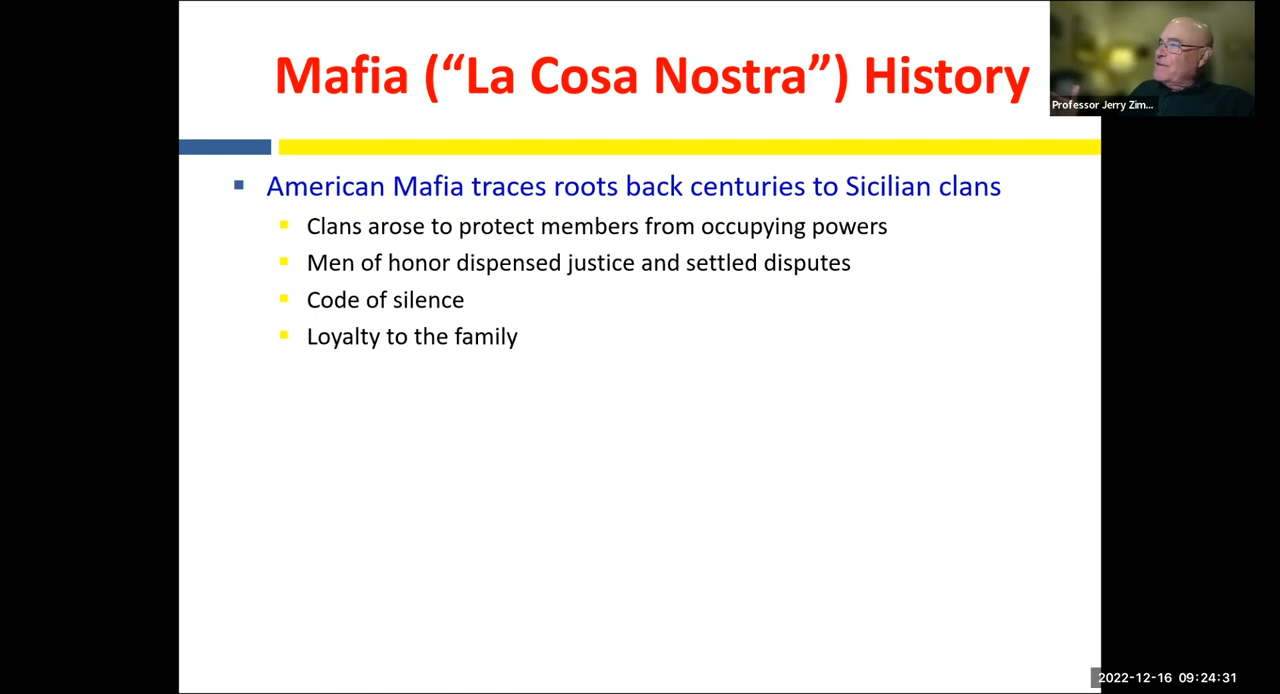 Mafia (“La Cosa Nostra”) History
Professor Jerry Zim...
American Mafia traces roots back centuries to Sicilian clans
Clans arose to protect members from occupying powers
Men of honor dispensed justice and settled disputes
Code of silence
Loyalty to the family
2022-12-16 09:24:31